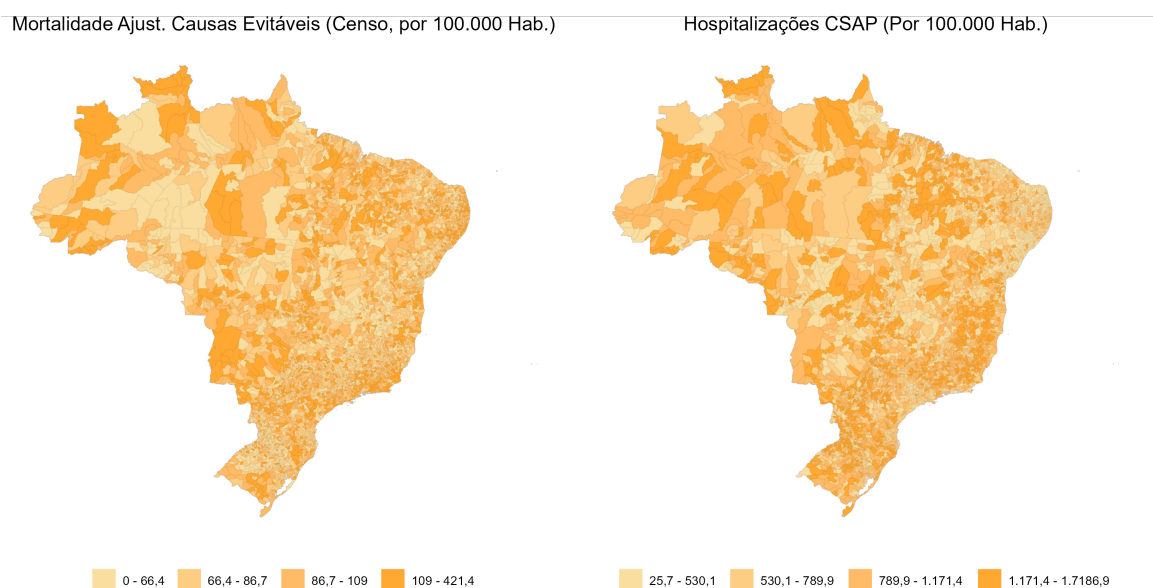 Mortalidade Ajust. Causas Evitáveis (Censo, por 100.000 Hab.)
Hospitalizações CSAP (Por 100.000 Hab.)
0 - 66,4
66,4 - 86,7
86,7 - 109
109 - 421,4
25,7 - 530,1
530,1 - 789,9
789,9 - 1.171,4
1.171,4 - 1.7186,9